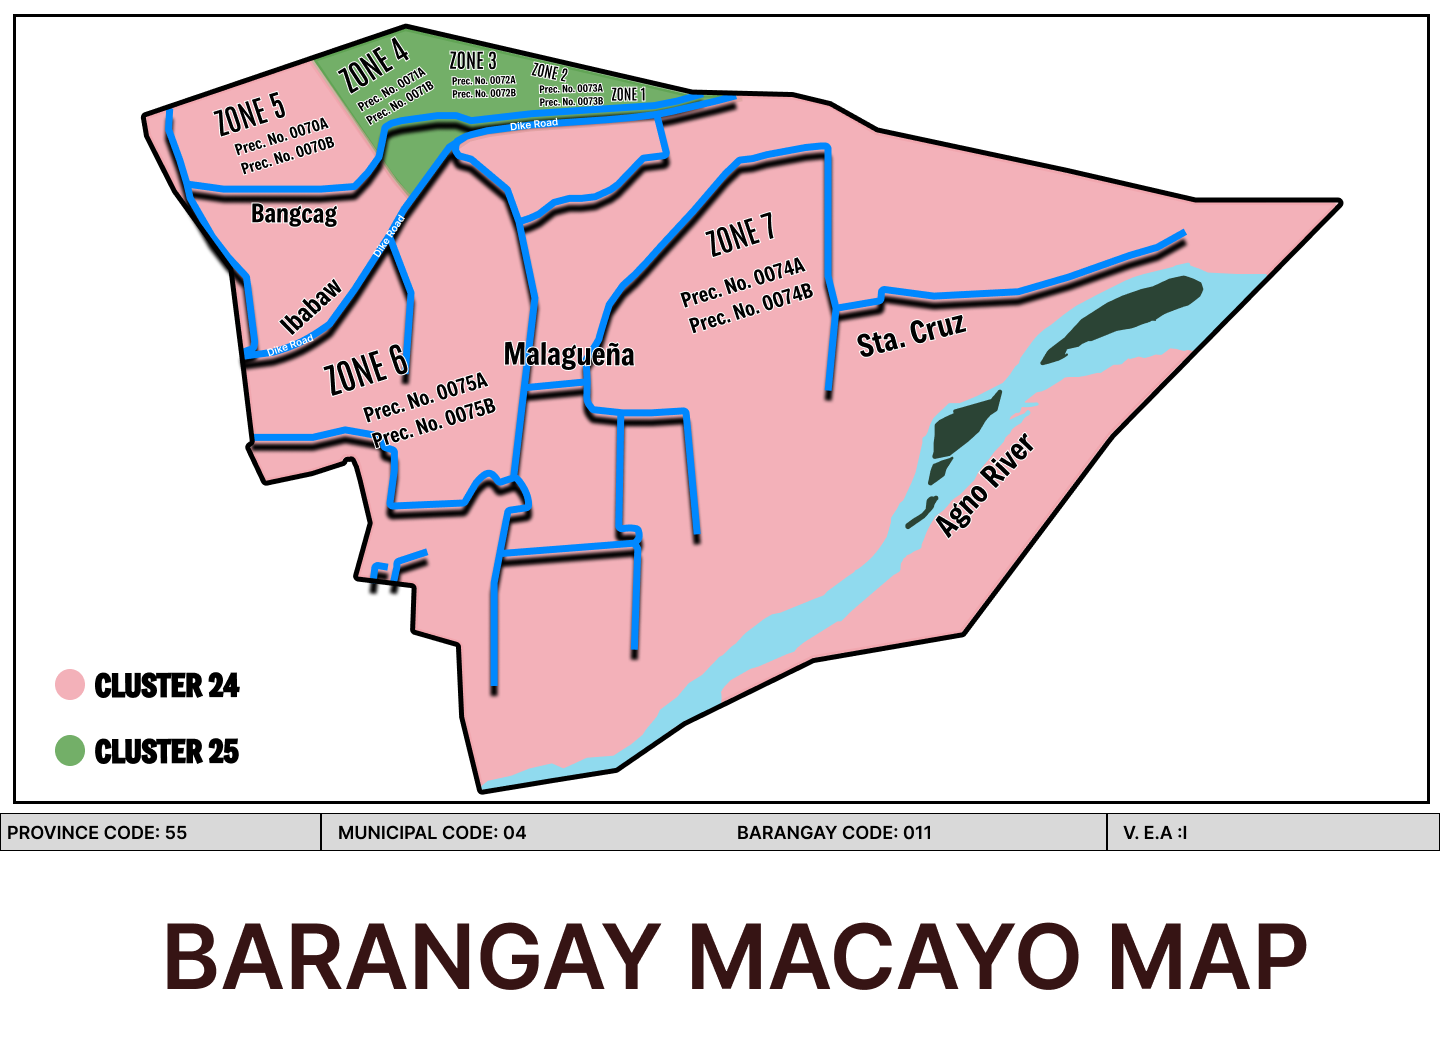 ZONE 4
Prec. No. 0071A
Prec. No. 0071B
ZONE 3
Prec. No. 0072A
Prec. No. 0072B
ZONE 2
Prec. No. 0073A
Prec. No. 0073B
ZONE 1
ZONE 5
Prec. No. 0070A
Prec. No. 0070B
Dike Road
Bangcag
Dike Road
ZONE 7
Prec. No. 0074A
Prec. No. 0074B
Ibabaw
Dike Road
Sta. Cruz
Malagueña
ZONE 6
Prec. No. 0075A
Prec. No. 0075B
Agno River
CLUSTER 24
CLUSTER 25
PROVINCE CODE: 55
MUNICIPAL CODE: 04
BARANGAY CODE: 011
V. E.A :I
BARANGAY MACAYO MAP